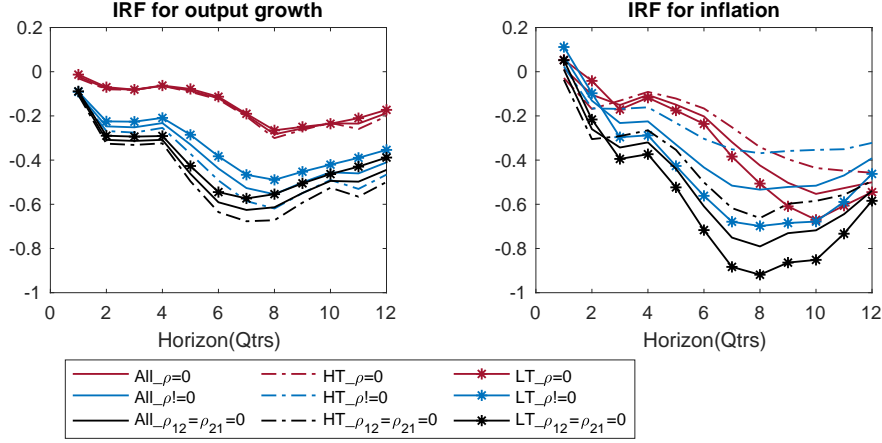 IRF for output growth
0.2
0
-0.2
-0.4
-0.6
-0.8
-1
0 2 4 6 8 10 12
Horizon(Qtrs)
IRF for inflation
0.2
0
-0.2
-0.4
-0.6
-0.8
-1
0 2 4 6 8 10 12
Horizon(Qtrs)
All_ρ=0 HT_ρ=0 LT_ρ=0
All_ρ!=0 HT_ρ!=0 LT_ρ!=0
All_ρ12=ρ21=0 HT_ρ12=ρ21=0 LT_ρ12=ρ21=0